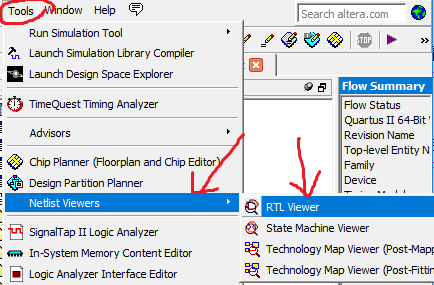 Tools Window Help
Search altera.com
Run Simulation Tool
Launch Simulation Library Compiler
Launch Design Space Explorer
TimeQuest Timing Analyzer
Advisors
Chip Planner (Floorplan and Chip Editor)
Design Partition Planner
Netlist Viewers
SignalTap II Logic Analyzer
In-System Memory Content Editor
Logic Analyzer Interface Editor
STOP
Flow Summary
Flow Status
Quartus II 64-Bit
Revision Name
Top-level Entity N
Family
Device
RTL Viewer
State Machine Viewer
Technology Map Viewer (Post-Mapp
Technology Map Viewer (Post-Fittin